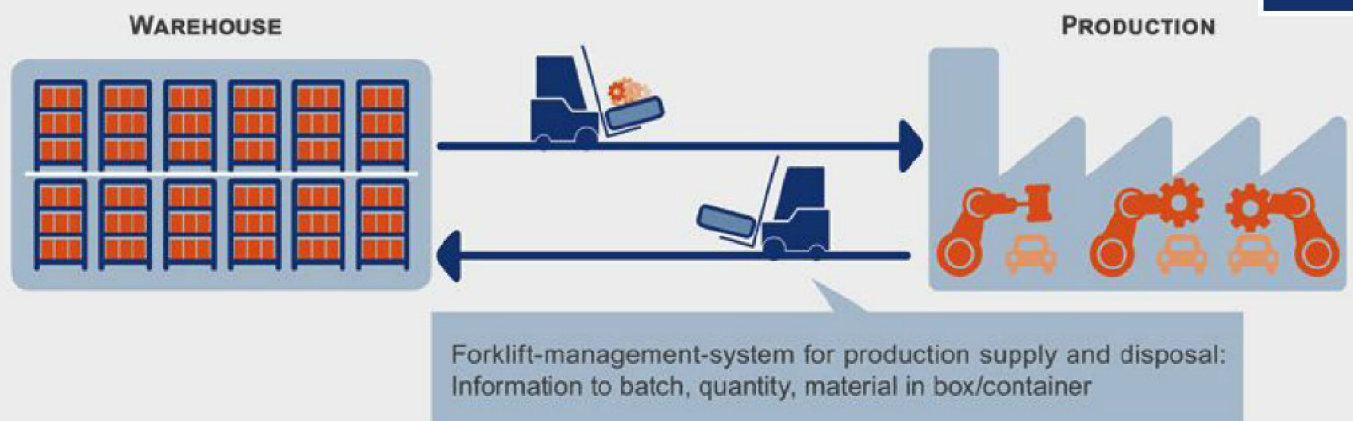 WAREHOUSE
PRODUCTION
Forklift-management-system for production supply and disposal:
Information to batch, quantity, material in box/container